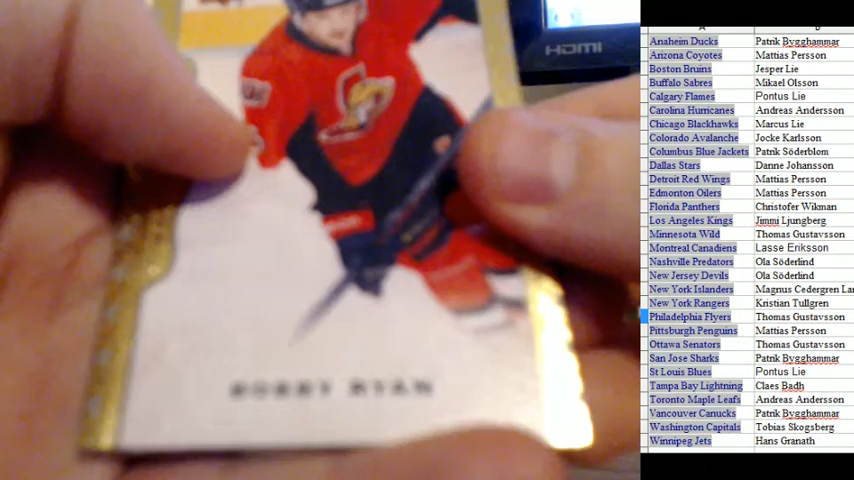 HDMI
BOBBY RYAN
Anaheim Ducks Patrik Bygghammar
Arizona Coyotes Mattias Persson
Boston Bruins Jesper Lie
Buffalo Sabres Mikael Olsson
Calgary Flames Pontus Lie
Carolina Hurricanes Andreas Andersson
Chicago Blackhawks Marcus Lie
Colorado Avalanche Jocke Karlsson
Columbus Blue Jackets Patrik Söderblom
Dallas Stars Danne Johansson
Detroit Red Wings Mattias Persson
Edmonton Oilers Mattias Persson
Florida Panthers Christofer Wikman
Los Angeles Kings Jimmi Ljungberg
Minnesota Wild Thomas Gustavsson
Montreal Canadiens Lasse Eriksson
Nashville Predators Ola Söderlind
New Jersey Devils Ola Söderlind
New York Islanders Magnus Cedergren Lar
New York Rangers Kristian Tullgren
Philadelphia Flyers Thomas Gustavsson
Pittsburgh Penguins Mattias Persson
Ottawa Senators Thomas Gustavsson
San Jose Sharks Patrik Bygghammar
St Louis Blues Pontus Lie
Tampa Bay Lightning Claes Badh
Toronto Maple Leafs Andreas Andersson
Vancouver Canucks Patrik Bygghammar
Washington Capitals Tobias Skogsberg
Winnipeg Jets Hans Granath